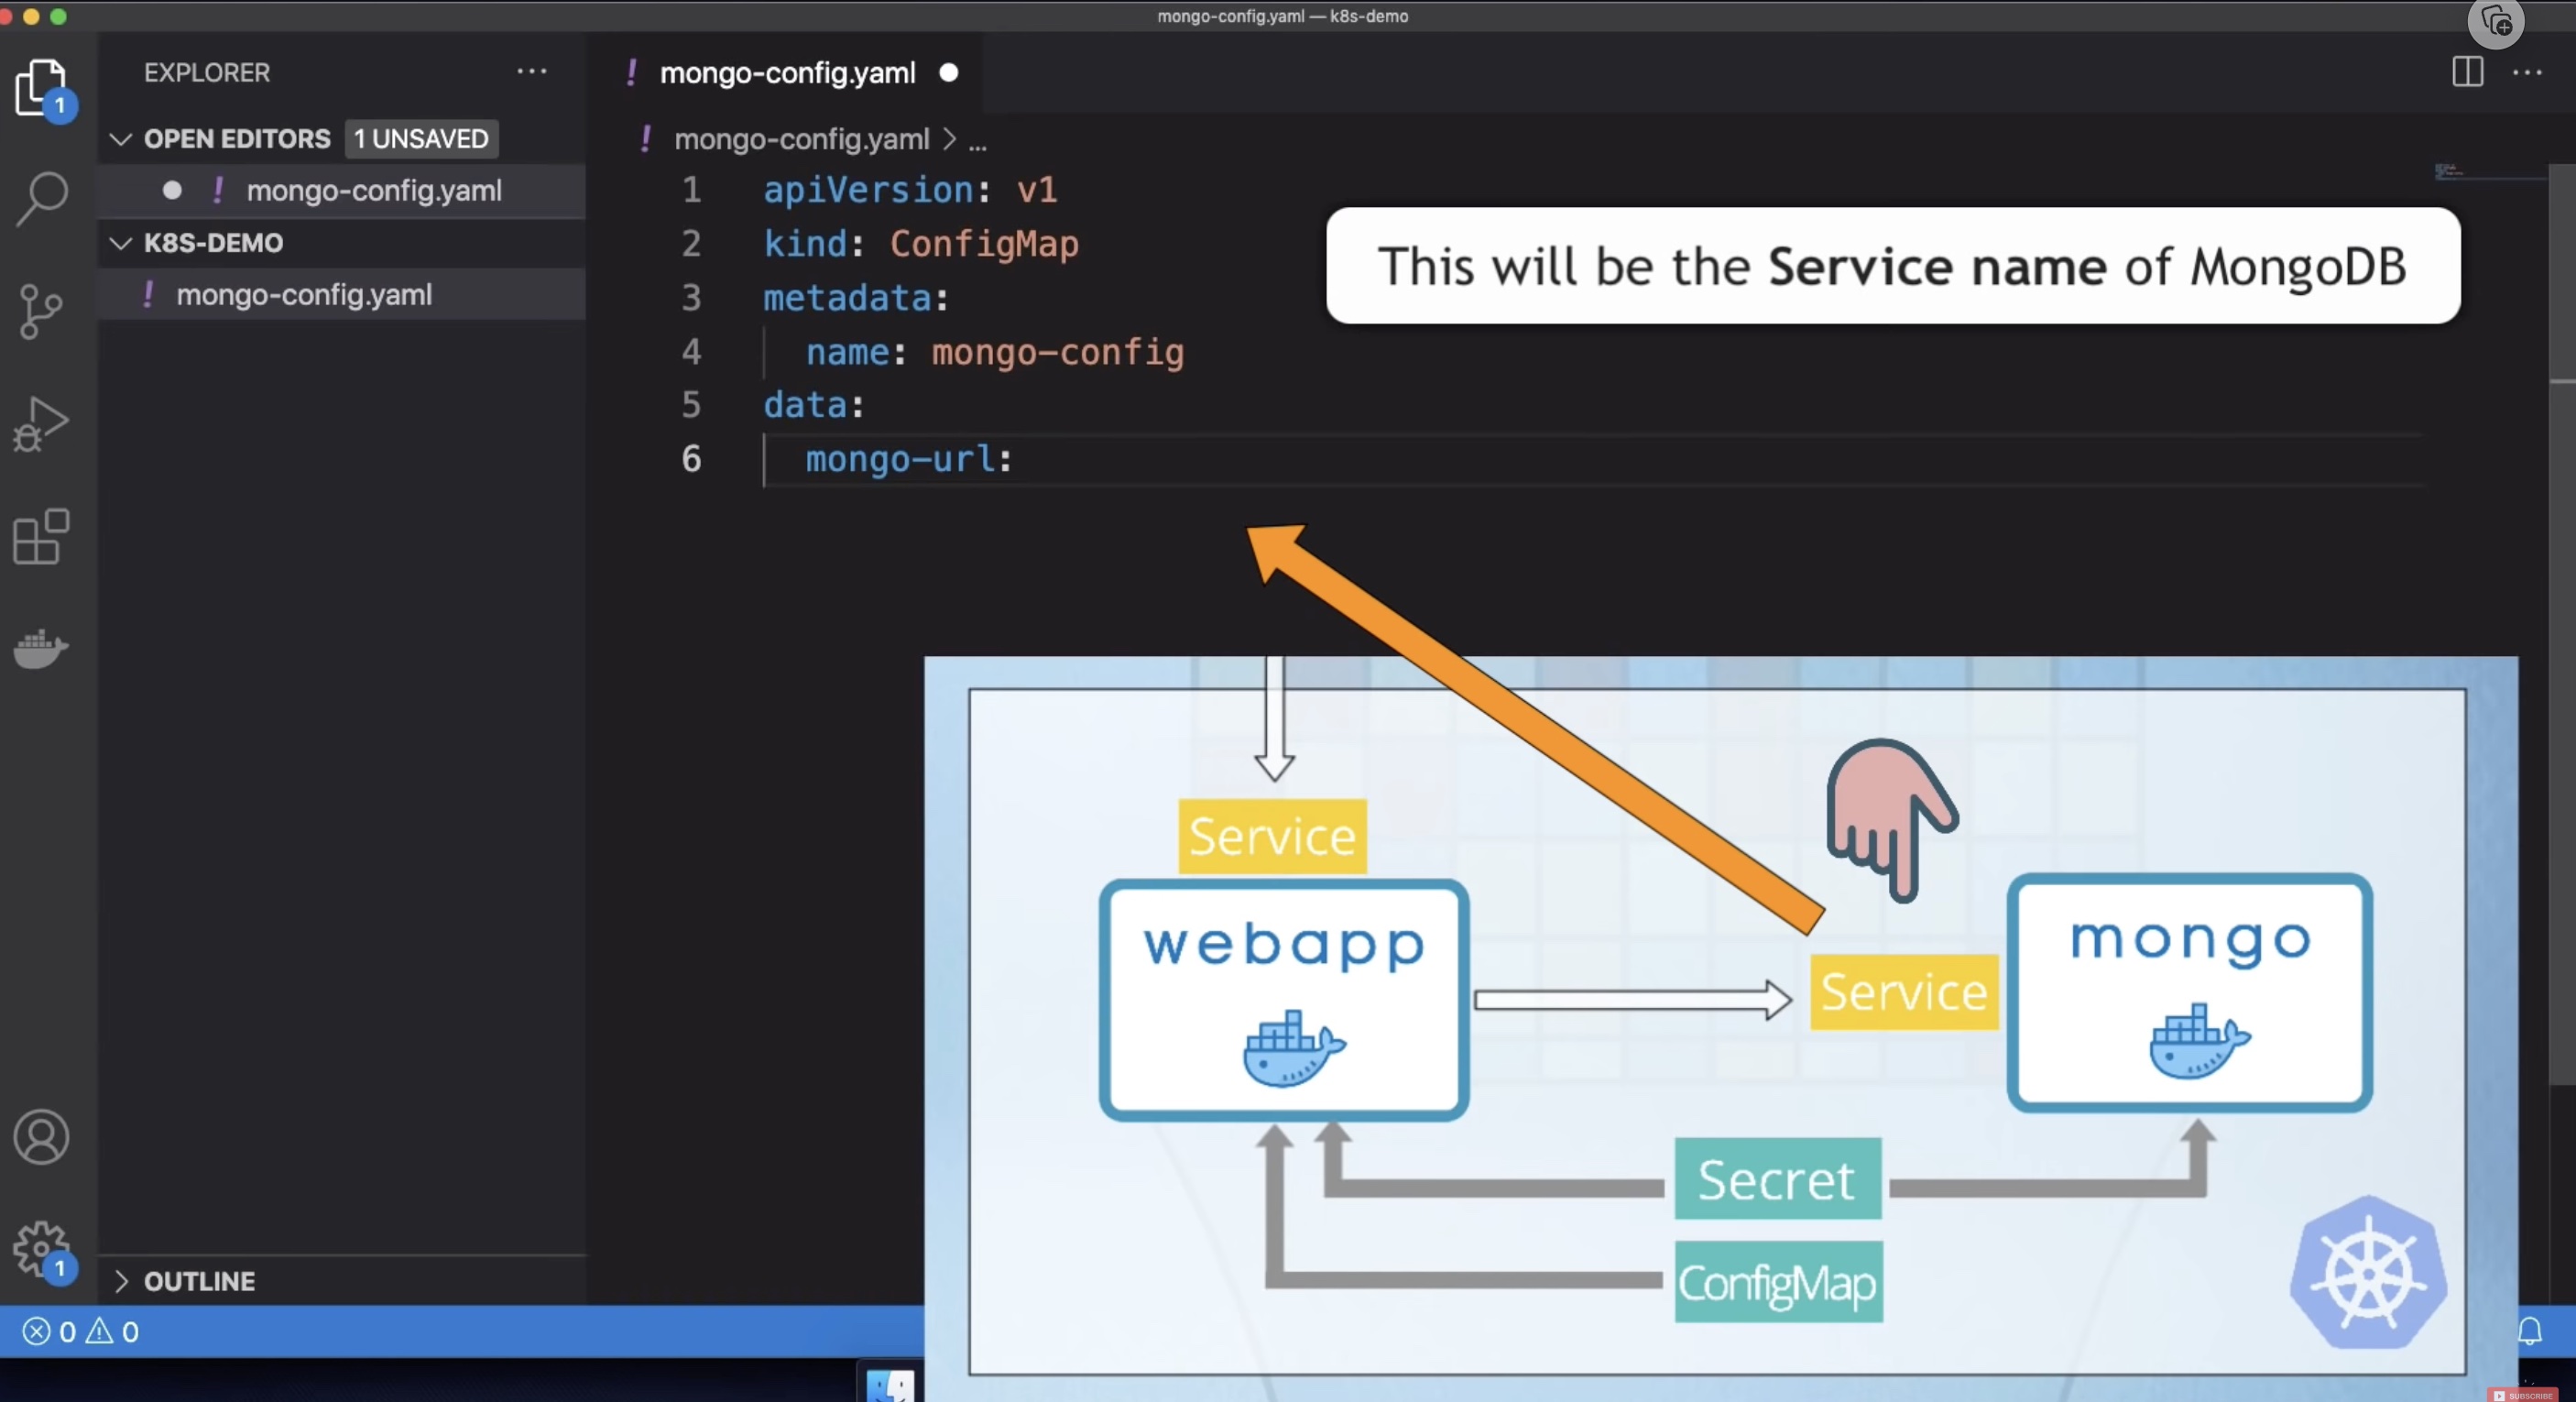 mongo-config.yaml — k8s-demo
EXPLORER
1
mongo-config.yaml
OPEN EDITORS 1 UNSAVED
mongo-config.yaml > ...
mongo-config.yaml
K8S-DEMO
mongo-config.yaml
1 apiVersion: v1
2 kind: ConfigMap
3 metadata:
4 name: mongo-config
5 data:
6 mongo-url:
This will be the Service name of MongoDB
Service
webapp
Service
mongo
Secret
ConfigMap
1
OUTLINE
0 0
SUBSCRIBE